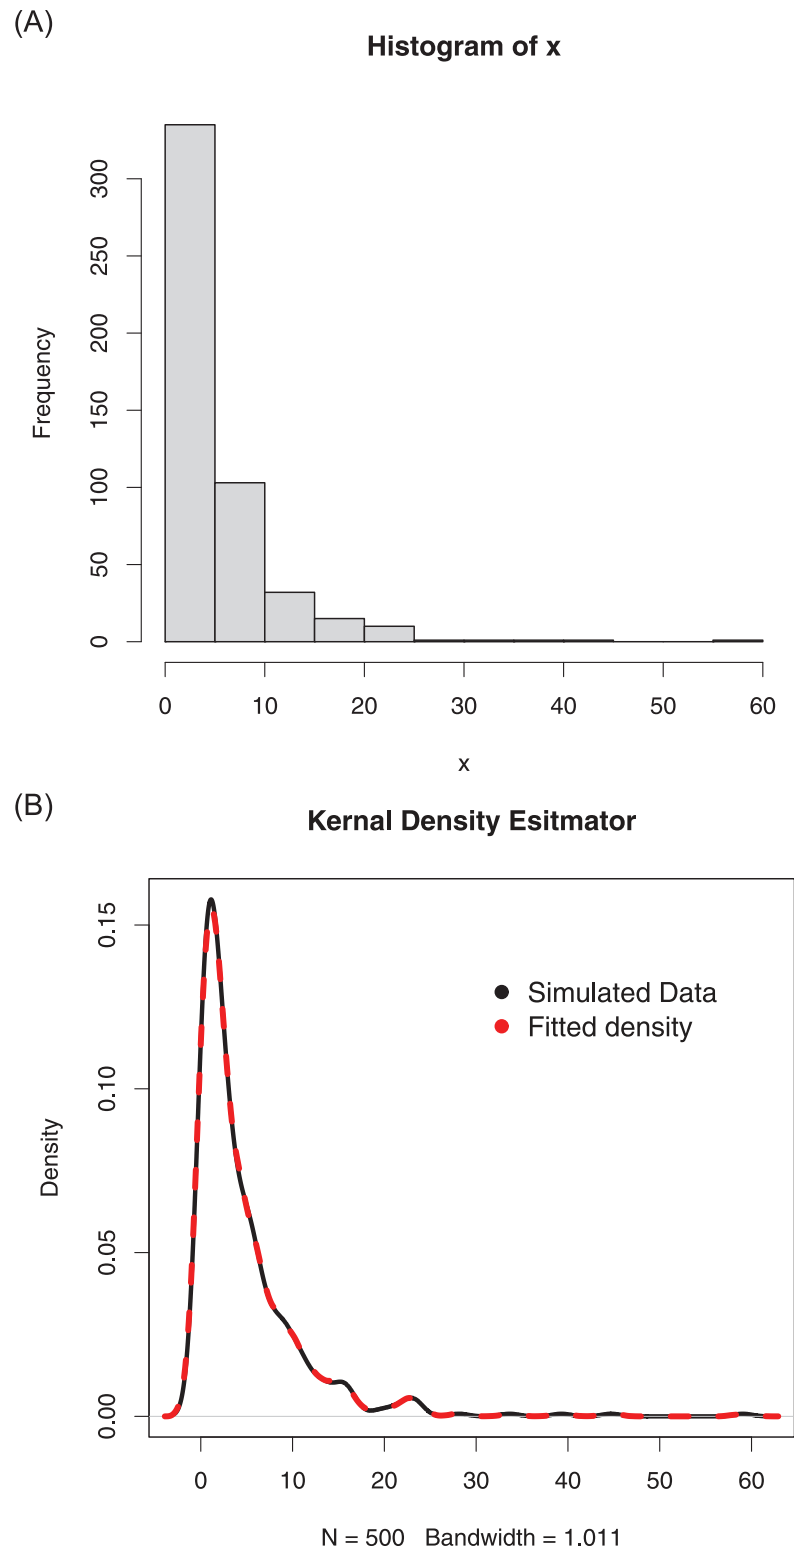 (A)
Histogram of x
Frequency
0 50 100 150 200 250 300
0 10 20 30 40 50 60
x
(B)
Kernal Density Esitmator
Density
0.00 0.05 0.10 0.15
Simulated Data
Fitted density
0 10 20 30 40 50 60
N = 500 Bandwidth = 1.011